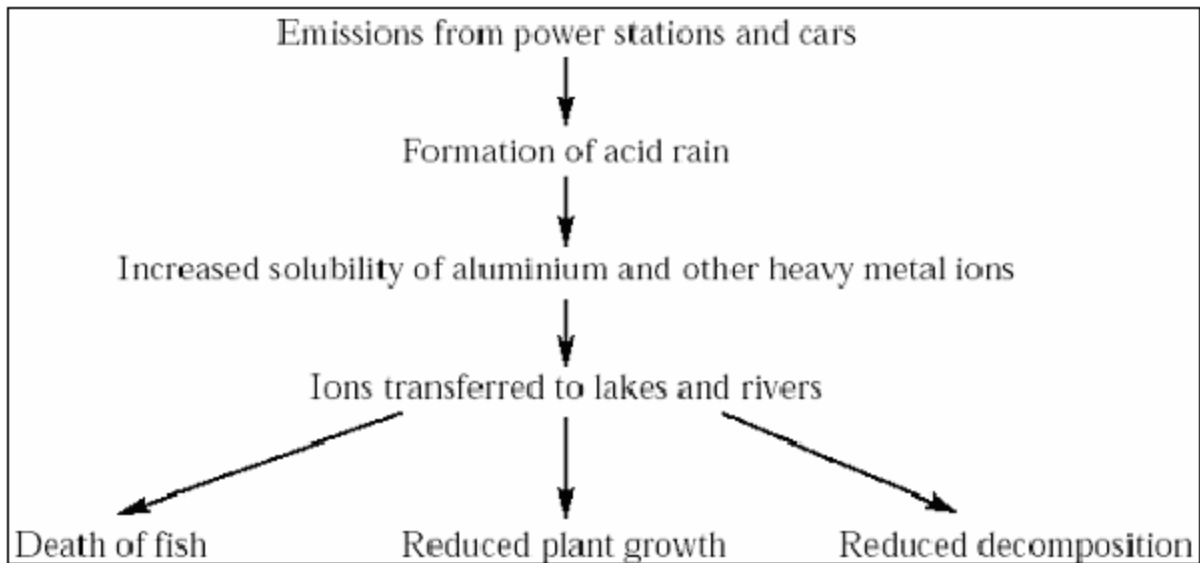 Emissions from power stations and cars
Formation of acid rain
Increased solubility of aluminium and other heavy metal ions
Ions transferred to lakes and rivers
Death of fish
Reduced plant growth
Reduced decomposition